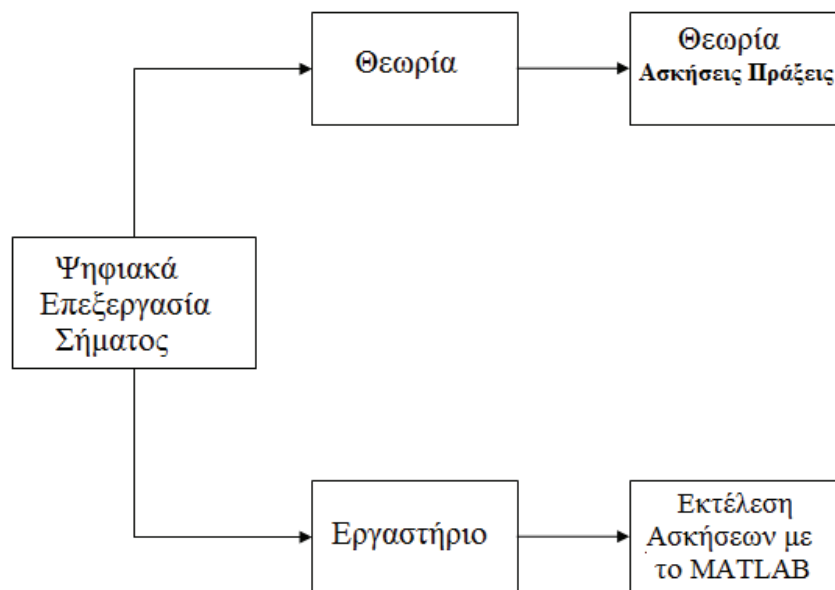 Θεωρία
Θεωρία
Ασκήσεις Πράξεις
Ψηφιακά
Επεξεργασία
Σήματος
Εργαστήριο
Εκτέλεση
Ασκήσεων με
το MATLAB